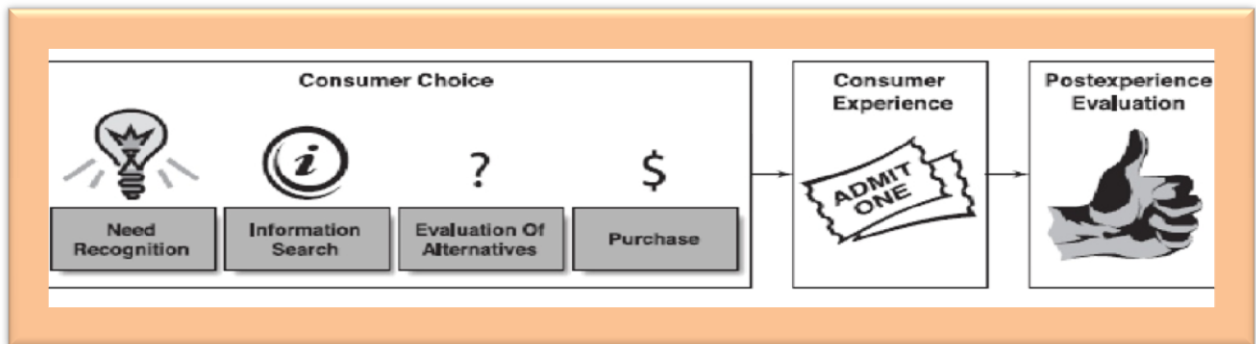 Consumer Choice
i
?
$
Need
Recognition
Information
Search
Evaluation Of
Alternatives
Purchase
Consumer
Experience
ADMIT
ONE
Postexperience
Evaluation